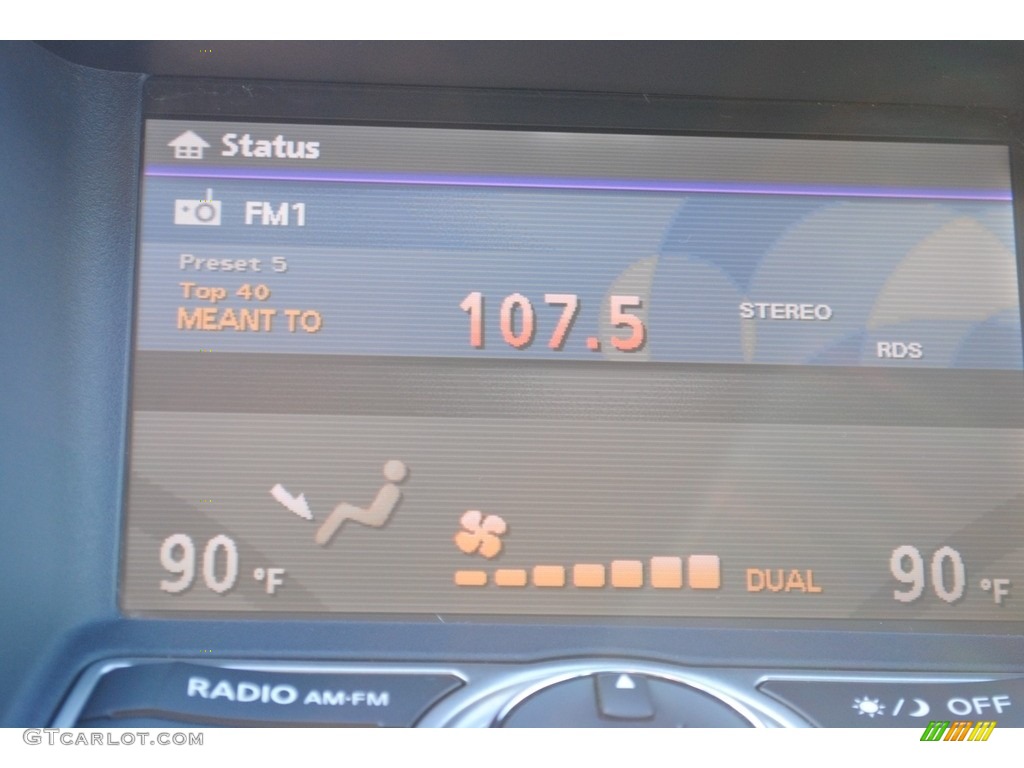 Status
FM1
Preset 5
Top 40
MEANT TO
107.5
STEREO
RDS
90 °F
DUAL
90 °F
RADIO AM·FM
/ OFF
GTCARLOT.COM